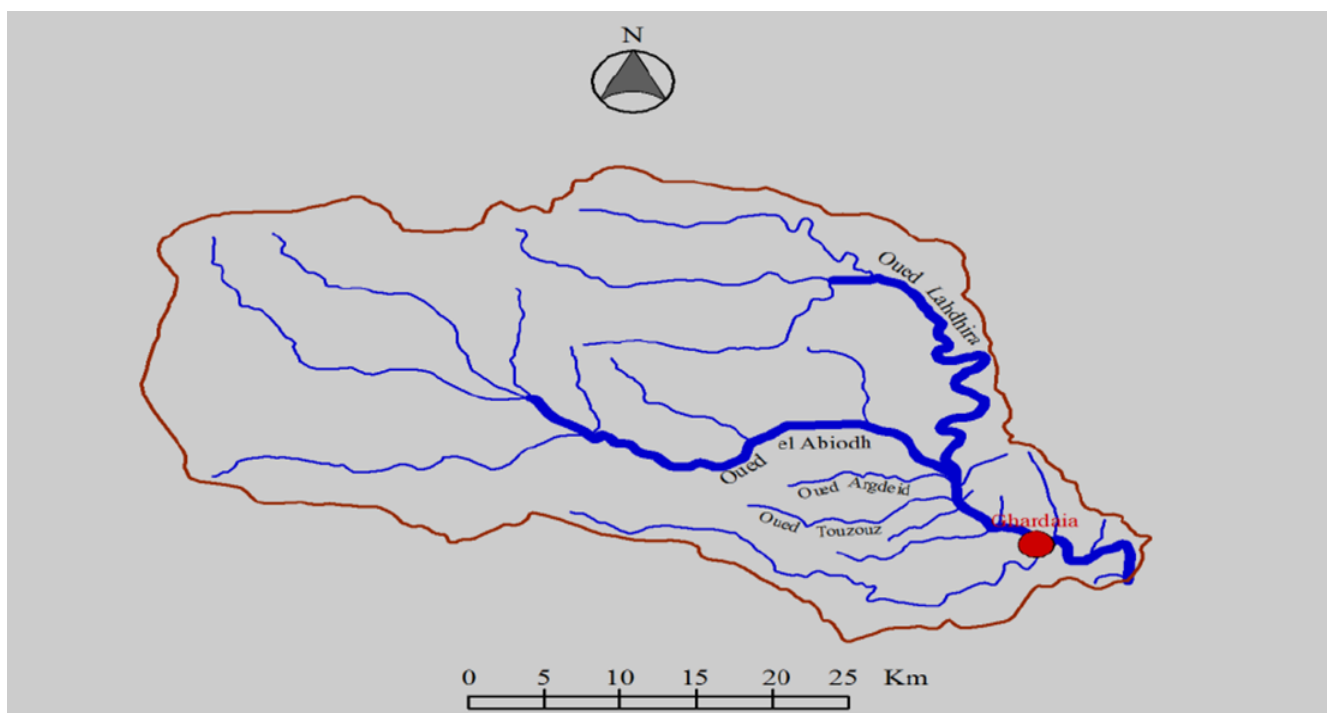 N
Oued Lahdhira
Oued el Abiodh
Oued Argdeid
Oued Touzouz
Ghardaia
0 5 10 15 20 25 Km